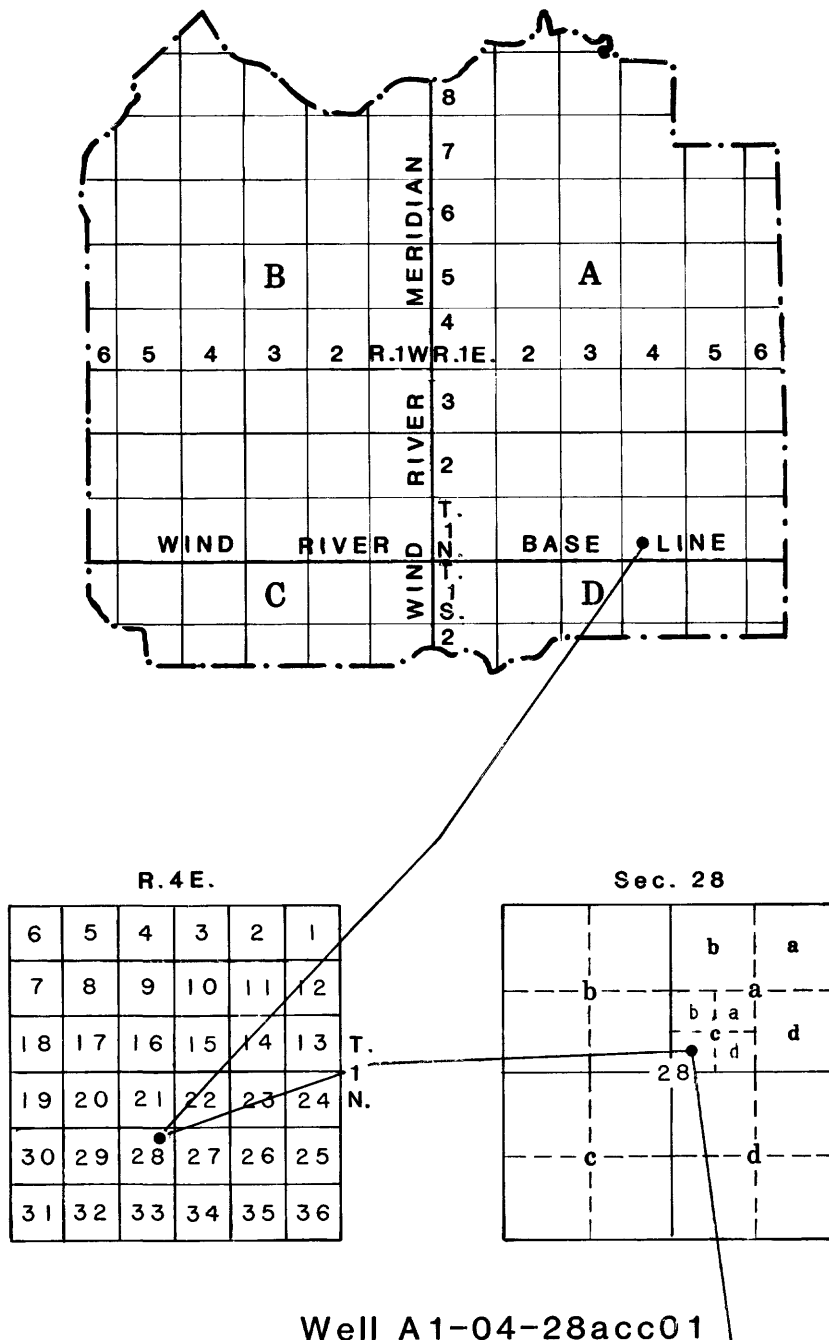 8
7
6
B 5 A
4
6 5 4 3 2 R.1W R.1E. 2 3 4 5 6
3
2
T.
1
N.
WIND RIVER BASE LINE
T.
1
S.
C D
2
WIND RIVER MERIDIAN
R.4E.
6 5 4 3 2 1
7 8 9 10 11 12
18 17 16 15 14 13
19 20 21 22 23 24
30 29 28 27 26 25
31 32 33 34 35 36
T.
1
N.
Sec. 28
b a
b a
b a
c d
d
28
c d
Well A1-04-28acc01